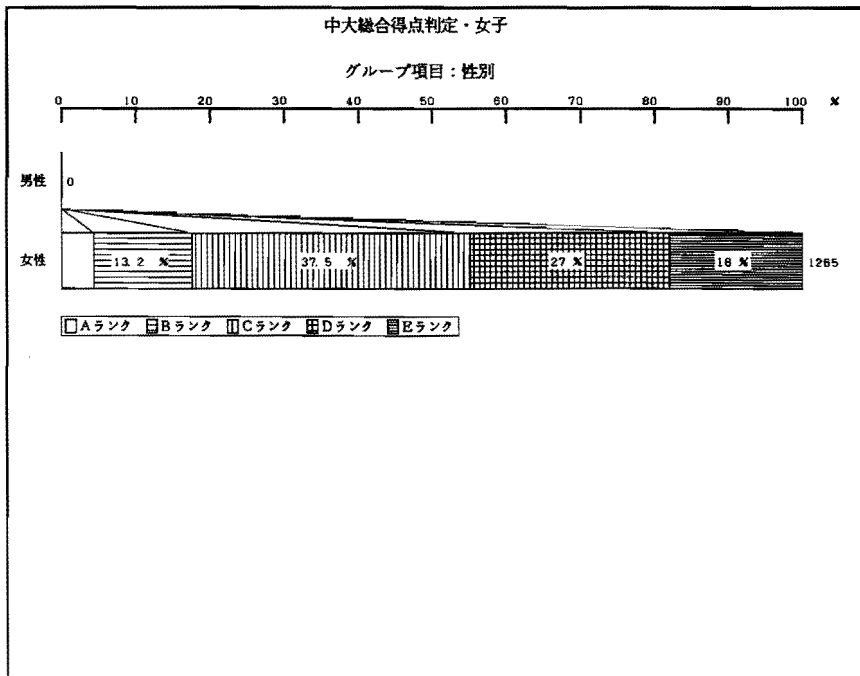 中大総合得点判定・女子
グループ項目：性別
0 10 20 30 40 50 60 70 80 90 100 %
男性 0
女性 13.2 % 37.5 % 27 % 18 % 1265
Aランク Bランク Cランク Dランク Eランク